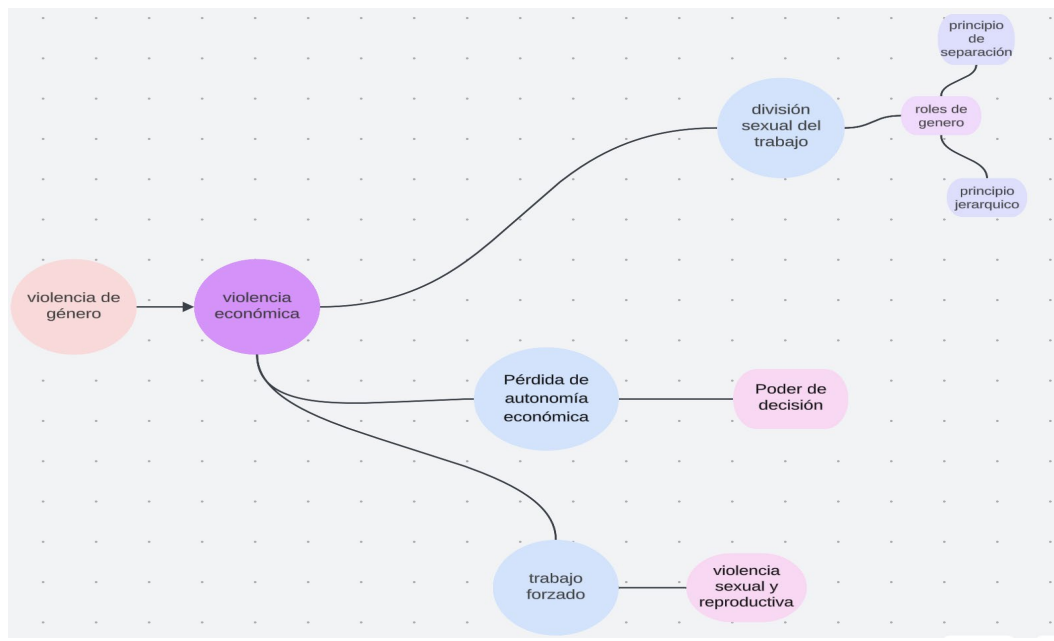 principio
de
separación
división
sexual del
trabajo
roles de
genero
principio
jerarquico
violencia de
género
violencia
económica
Pérdida de
autonomía
económica
Poder de
decisión
trabajo
forzado
violencia
sexual y
reproductiva